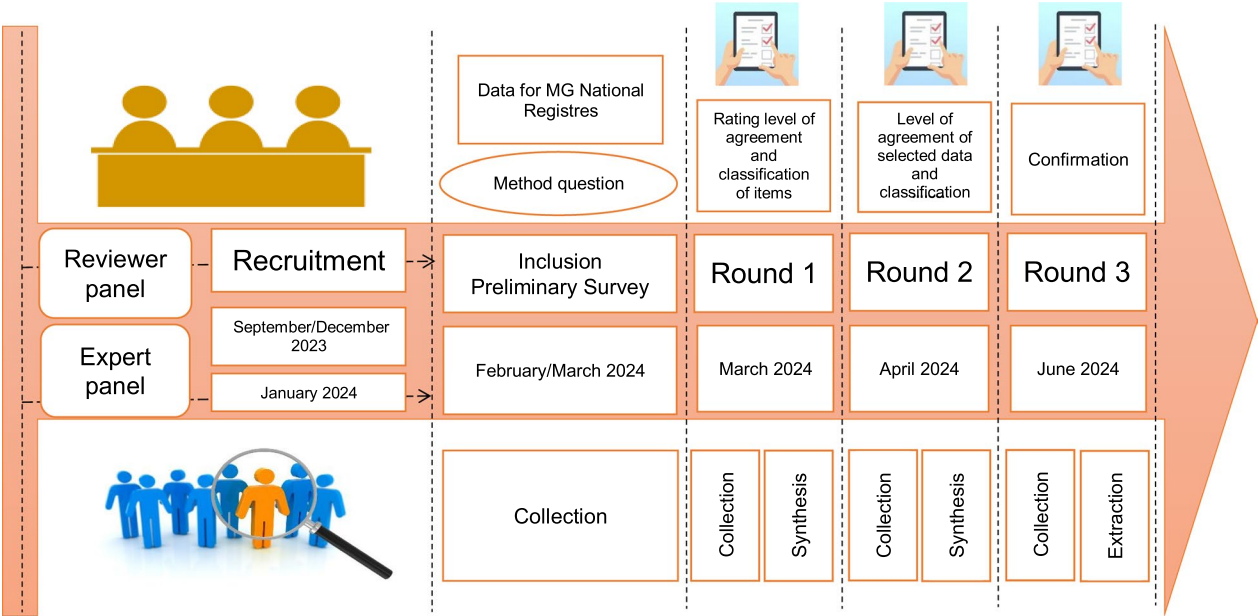 Data for MG National
Registres
Method question
Rating level of
agreement
and
classification
of items
Level of
agreement of
selected data
and
classification
Confirmation
Reviewer
panel
Recruitment
Inclusion
Preliminary Survey
Round 1
Round 2
Round 3
September/December
2023
Expert
panel
January 2024
February/March 2024
March 2024
April 2024
June 2024
Collection
Collection
Synthesis
Collection
Synthesis
Collection
Extraction